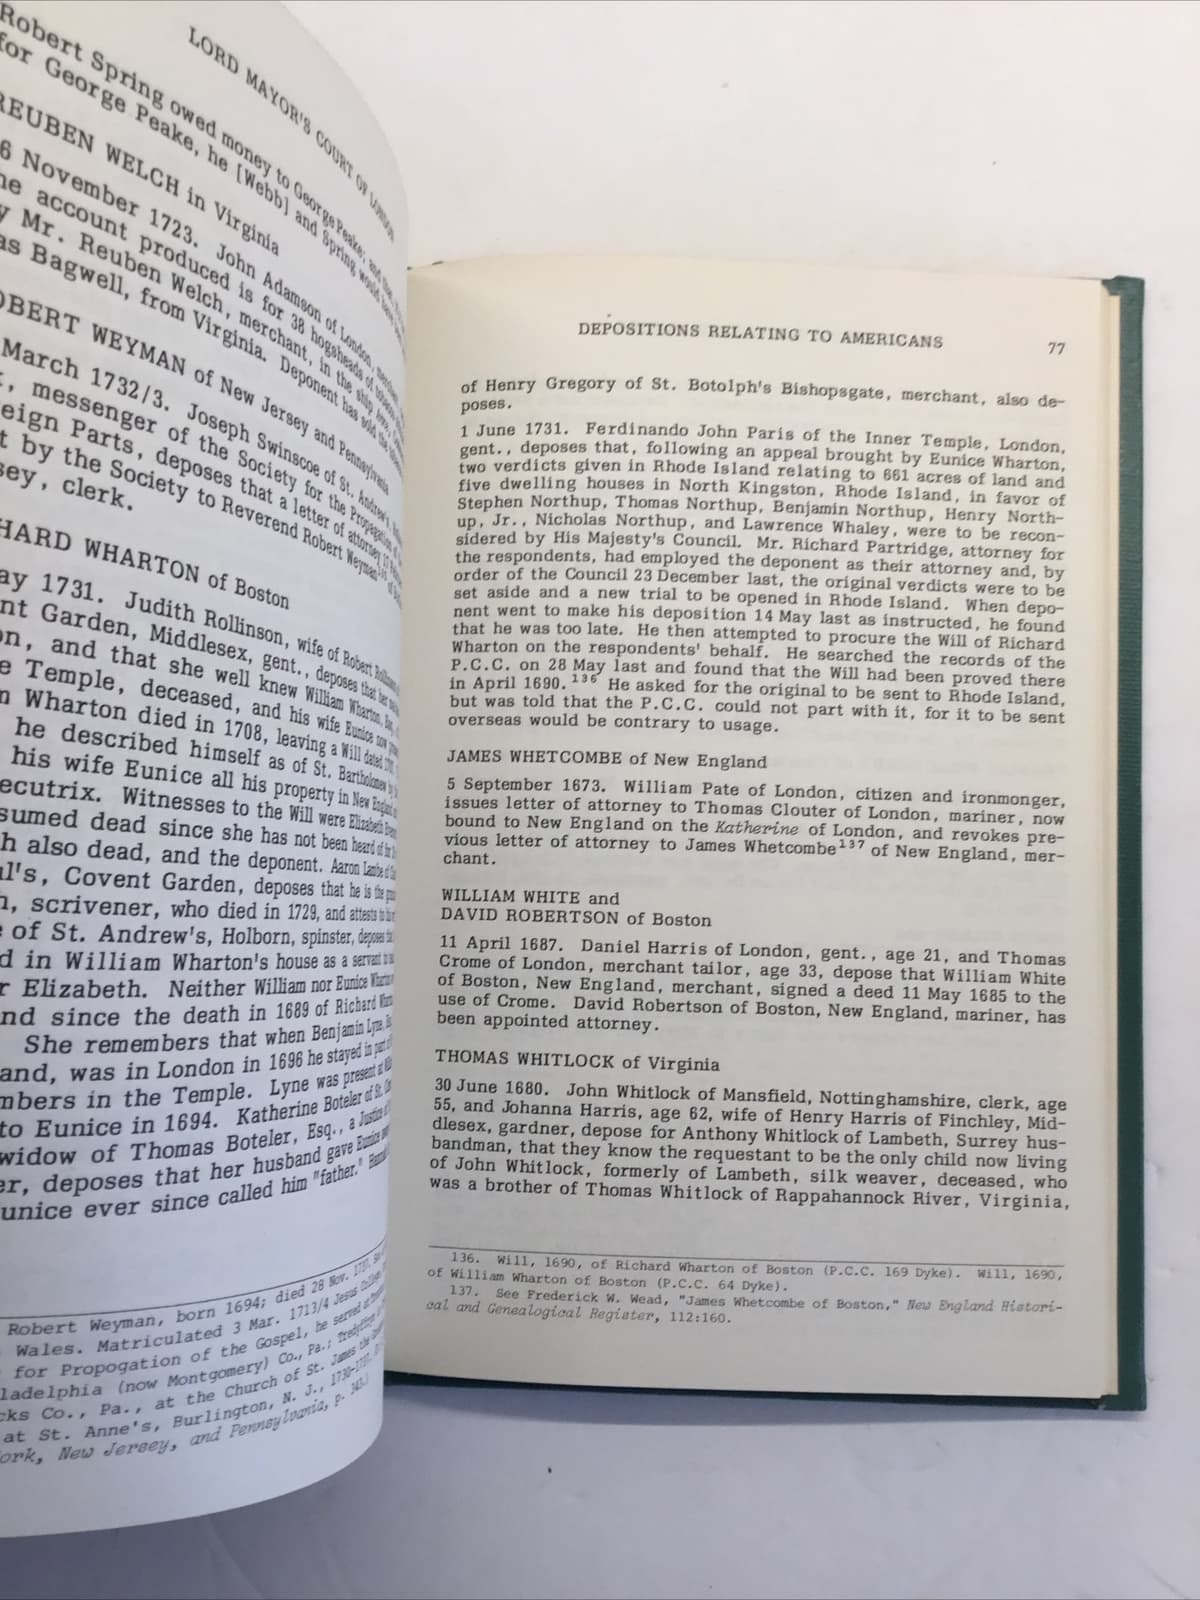 LORD MAYOR'S COURT OF LONDON
Robert Spring owed money to George Peake; and that
for George Peake, he [Webb] and Spring would have
REUBEN WELCH in Virginia
6 November 1723. John Adamson of London,
he account produced is for 38 hogsheads of tobacco
y Mr. Reuben Welch, merchant, in the ship
as Bagwell, from Virginia. Deponent has sold the
OBERT WEYMAN of New Jersey and Pennsylvania
March 1732/3. Joseph Swinscoe of St. Andrew's,
, messenger of the Society for the Propagation of
eign Parts, deposes that a letter of attorney
t by the Society to Reverend Robert Weyman
sey, clerk.
HARD WHARTON of Boston
ay 1731. Judith Rollinson, wife of Robert Rollinson
nt Garden, Middlesex, gent., deposes that her
on, and that she well knew William Wharton, Esq.,
e Temple, deceased, and his wife Eunice now
n Wharton died in 1708, leaving a Will dated
he described himself as of St. Bartholomew
his wife Eunice all his property in New England
ecutrix. Witnesses to the Will were Elizabeth
sumed dead since she has not been heard of for
h also dead, and the deponent. Aaron Lambe of
ul's, Covent Garden, deposes that he is the
n, scrivener, who died in 1729, and attests to his
e of St. Andrew's, Holborn, spinster, deposes
d in William Wharton's house as a servant to
r Elizabeth. Neither William nor Eunice Wharton
nd since the death in 1689 of Richard Wharton
She remembers that when Benjamin Lyne,
and, was in London in 1696 he stayed in part of
mbers in the Temple. Lyne was present at
to Eunice in 1694. Katherine Boteler of St.
widow of Thomas Boteler, Esq., a Justice of
er, deposes that her husband gave Eunice
unice ever since called him "father."
Robert Weyman, born 1694; died 28 Nov. 1737.
Wales. Matriculated 3 Mar. 1713/4 Jesus College,
for Propogation of the Gospel, he served at
ladelphia (now Montgomery) Co., Pa.; Tredyffrin
cks Co., Pa., at the Church of St. James the
at St. Anne's, Burlington, N. J., 1730-1737.
ork, New Jersey, and Pennsylvania, p.
DEPOSITIONS RELATING TO AMERICANS 77
of Henry Gregory of St. Botolph's Bishopsgate, merchant, also de-
poses.
1 June 1731. Ferdinando John Paris of the Inner Temple, London,
gent., deposes that, following an appeal brought by Eunice Wharton,
two verdicts given in Rhode Island relating to 661 acres of land and
five dwelling houses in North Kingston, Rhode Island, in favor of
Stephen Northup, Thomas Northup, Benjamin Northup, Henry North-
up, Jr., Nicholas Northup, and Lawrence Whaley, were to be recon-
sidered by His Majesty's Council. Mr. Richard Partridge, attorney for
the respondents, had employed the deponent as their attorney and, by
order of the Council 23 December last, the original verdicts were to be
set aside and a new trial to be opened in Rhode Island. When depo-
nent went to make his deposition 14 May last as instructed, he found
that he was too late. He then attempted to procure the Will of Richard
Wharton on the respondents' behalf. He searched the records of the
P.C.C. on 28 May last and found that the Will had been proved there
in April 1690.136 He asked for the original to be sent to Rhode Island,
but was told that the P.C.C. could not part with it, for it to be sent
overseas would be contrary to usage.
JAMES WHETCOMBE of New England
5 September 1673. William Pate of London, citizen and ironmonger,
issues letter of attorney to Thomas Clouter of London, mariner, now
bound to New England on the Katherine of London, and revokes pre-
vious letter of attorney to James Whetcombe137 of New England, mer-
chant.
WILLIAM WHITE and
DAVID ROBERTSON of Boston
11 April 1687. Daniel Harris of London, gent., age 21, and Thomas
Crome of London, merchant tailor, age 33, depose that William White
of Boston, New England, merchant, signed a deed 11 May 1685 to the
use of Crome. David Robertson of Boston, New England, mariner, has
been appointed attorney.
THOMAS WHITLOCK of Virginia
30 June 1680. John Whitlock of Mansfield, Nottinghamshire, clerk, age
55, and Johanna Harris, age 62, wife of Henry Harris of Finchley, Mid-
dlesex, gardner, depose for Anthony Whitlock of Lambeth, Surrey hus-
bandman, that they know the requestant to be the only child now living
of John Whitlock, formerly of Lambeth, silk weaver, deceased, who
was a brother of Thomas Whitlock of Rappahannock River, Virginia,
136. Will, 1690, of Richard Wharton of Boston (P.C.C. 169 Dyke). Will, 1690,
of William Wharton of Boston (P.C.C. 64 Dyke).
137. See Frederick W. Wead, "James Whetcombe of Boston," New England Histori-
cal and Genealogical Register, 112:160.